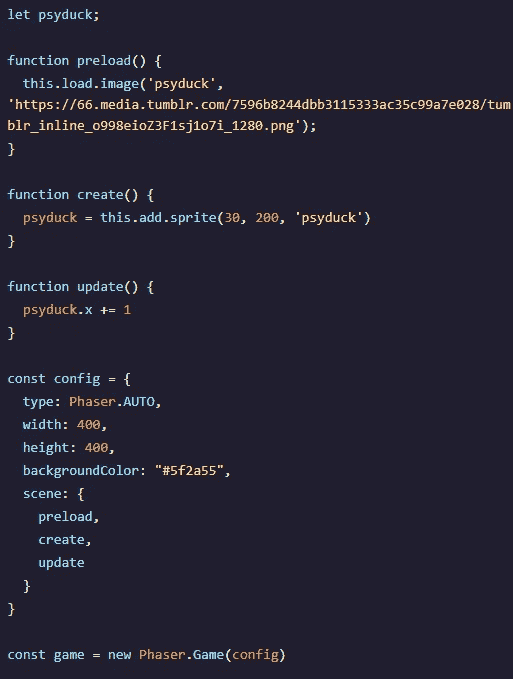 let psyduck;
function preload() {
this.load.image('psyduck',
'https://66.media.tumblr.com/7596b8244dbb3115333ac35c99a7e028/tum
blr_inline_o998eioZ3F1sj1o7i_1280.png');
}
function create() {
psyduck = this.add.sprite(30, 200, 'psyduck')
}
function update() {
psyduck.x += 1
}
const config = {
type: Phaser.AUTO,
width: 400,
height: 400,
backgroundColor: "#5f2a55",
scene: {
preload,
create,
update
}
}
const game = new Phaser.Game(config)